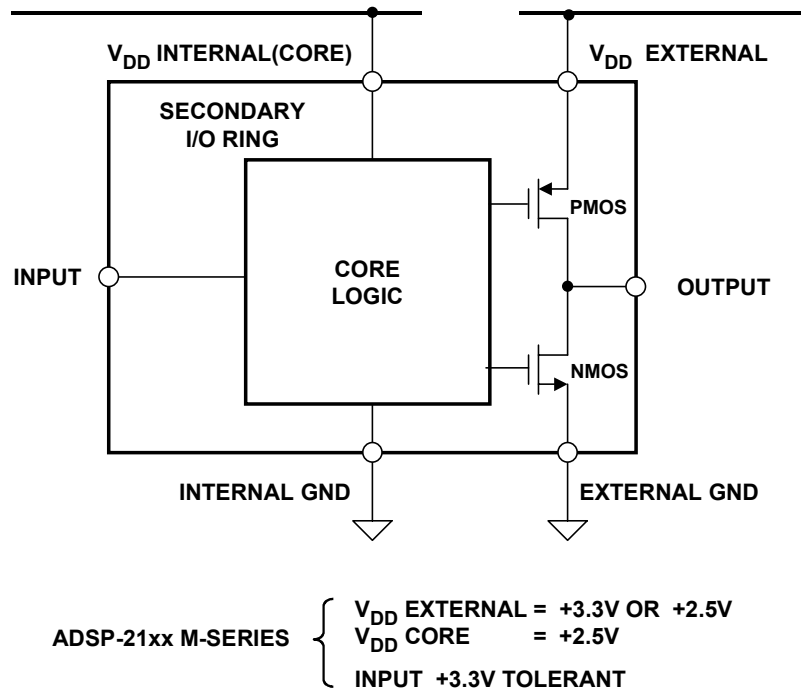 V_DD INTERNAL(CORE)
V_DD EXTERNAL
SECONDARY
I/O RING
PMOS
INPUT
CORE
LOGIC
OUTPUT
NMOS
INTERNAL GND
EXTERNAL GND
V_DD EXTERNAL = +3.3V OR +2.5V
ADSP-21xx M-SERIES
V_DD CORE = +2.5V
INPUT +3.3V TOLERANT